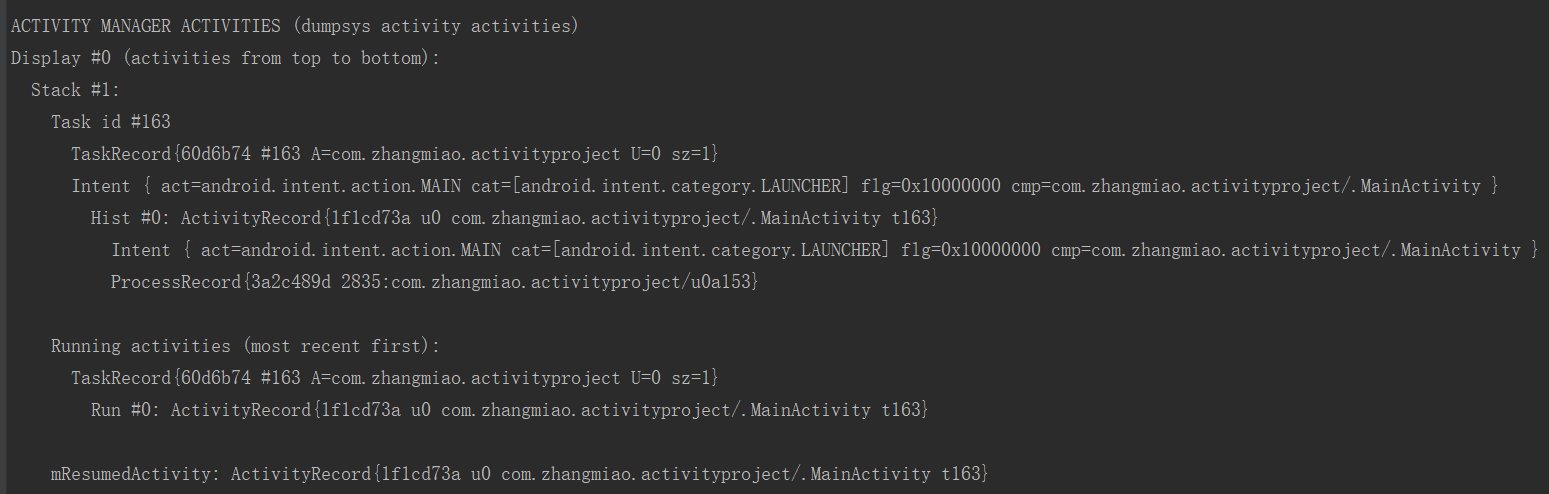 ACTIVITY MANAGER ACTIVITIES (dumpsys activity activities)
Display #0 (activities from top to bottom):
Stack #1:
Task id #163
TaskRecord{60d6b74 #163 A=com.zhangmiao.activityproject U=0 sz=1}
Intent { act=android.intent.action.MAIN cat=[android.intent.category.LAUNCHER] flg=0x10000000 cmp=com.zhangmiao.activityproject/.MainActivity }
Hist #0: ActivityRecord{1f1cd73a u0 com.zhangmiao.activityproject/.MainActivity t163}
Intent { act=android.intent.action.MAIN cat=[android.intent.category.LAUNCHER] flg=0x10000000 cmp=com.zhangmiao.activityproject/.MainActivity }
ProcessRecord{3a2c489d 2835:com.zhangmiao.activityproject/u0a153}
Running activities (most recent first):
TaskRecord{60d6b74 #163 A=com.zhangmiao.activityproject U=0 sz=1}
Run #0: ActivityRecord{1f1cd73a u0 com.zhangmiao.activityproject/.MainActivity t163}
mResumedActivity: ActivityRecord{1f1cd73a u0 com.zhangmiao.activityproject/.MainActivity t163}